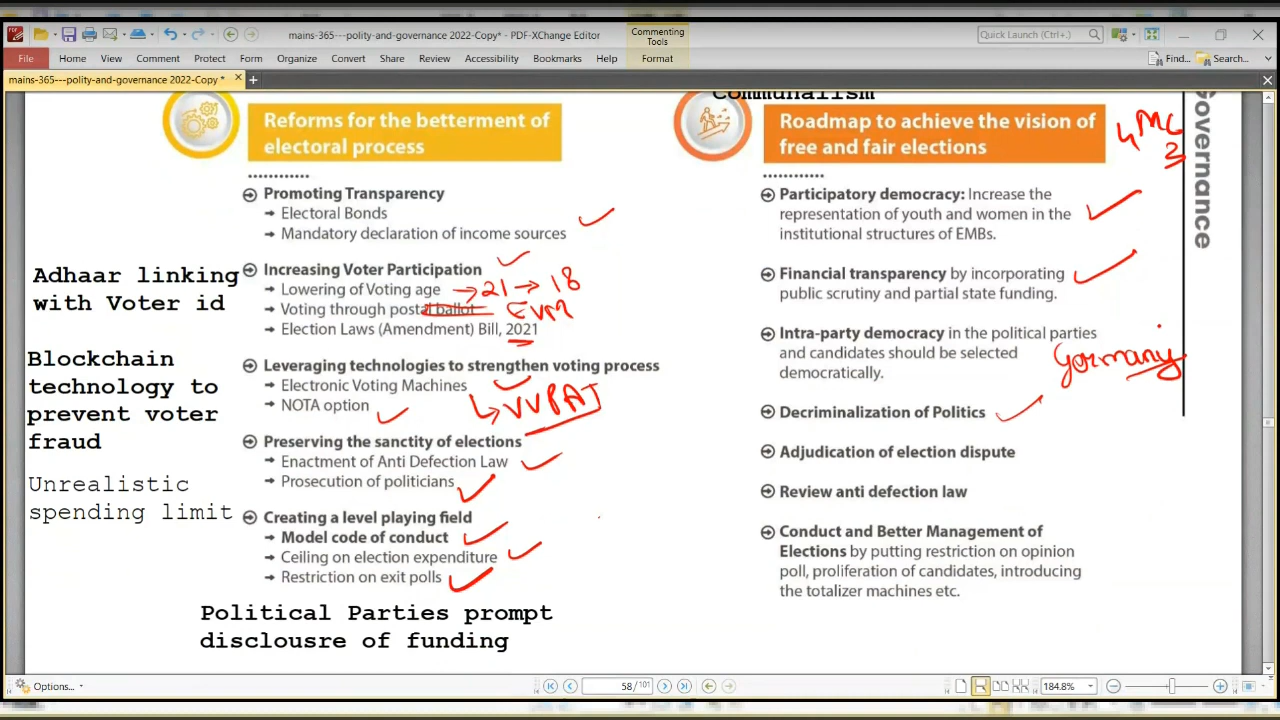 mains-365---polity-and-governance 2022-Copy* - PDF-XChange Editor
Commenting Tools
Quick Launch (Ctrl+.)
File Home View Comment Protect Form Organize Convert Share Review Accessibility Bookmarks Help Format Find... Search...
mains-365---polity-and-governance 2022-Copy *
Communalism
Governance
Reforms for the betterment of
electoral process
Promoting Transparency
Electoral Bonds
Mandatory declaration of income sources
Increasing Voter Participation
Lowering of Voting age → 21 → 18
Voting through postal ballot EVM
Election Laws (Amendment) Bill, 2021
Leveraging technologies to strengthen voting process
Electronic Voting Machines
NOTA option
VVPAT
Preserving the sanctity of elections
Enactment of Anti Defection Law
Prosecution of politicians
Creating a level playing field
Model code of conduct
Ceiling on election expenditure
Restriction on exit polls
Adhaar linking
with Voter id
Blockchain
technology to
prevent voter
fraud
Unrealistic
spending limit
Political Parties prompt
disclousre of funding
Roadmap to achieve the vision of
free and fair elections
Participatory democracy: Increase the
representation of youth and women in the
institutional structures of EMBs.
Financial transparency by incorporating
public scrutiny and partial state funding.
Intra-party democracy in the political parties
and candidates should be selected
democratically.
Germany
Decriminalization of Politics
Adjudication of election dispute
Review anti defection law
Conduct and Better Management of
Elections by putting restriction on opinion
poll, proliferation of candidates, introducing
the totalizer machines etc.
Options...
58 / 101
184.8%